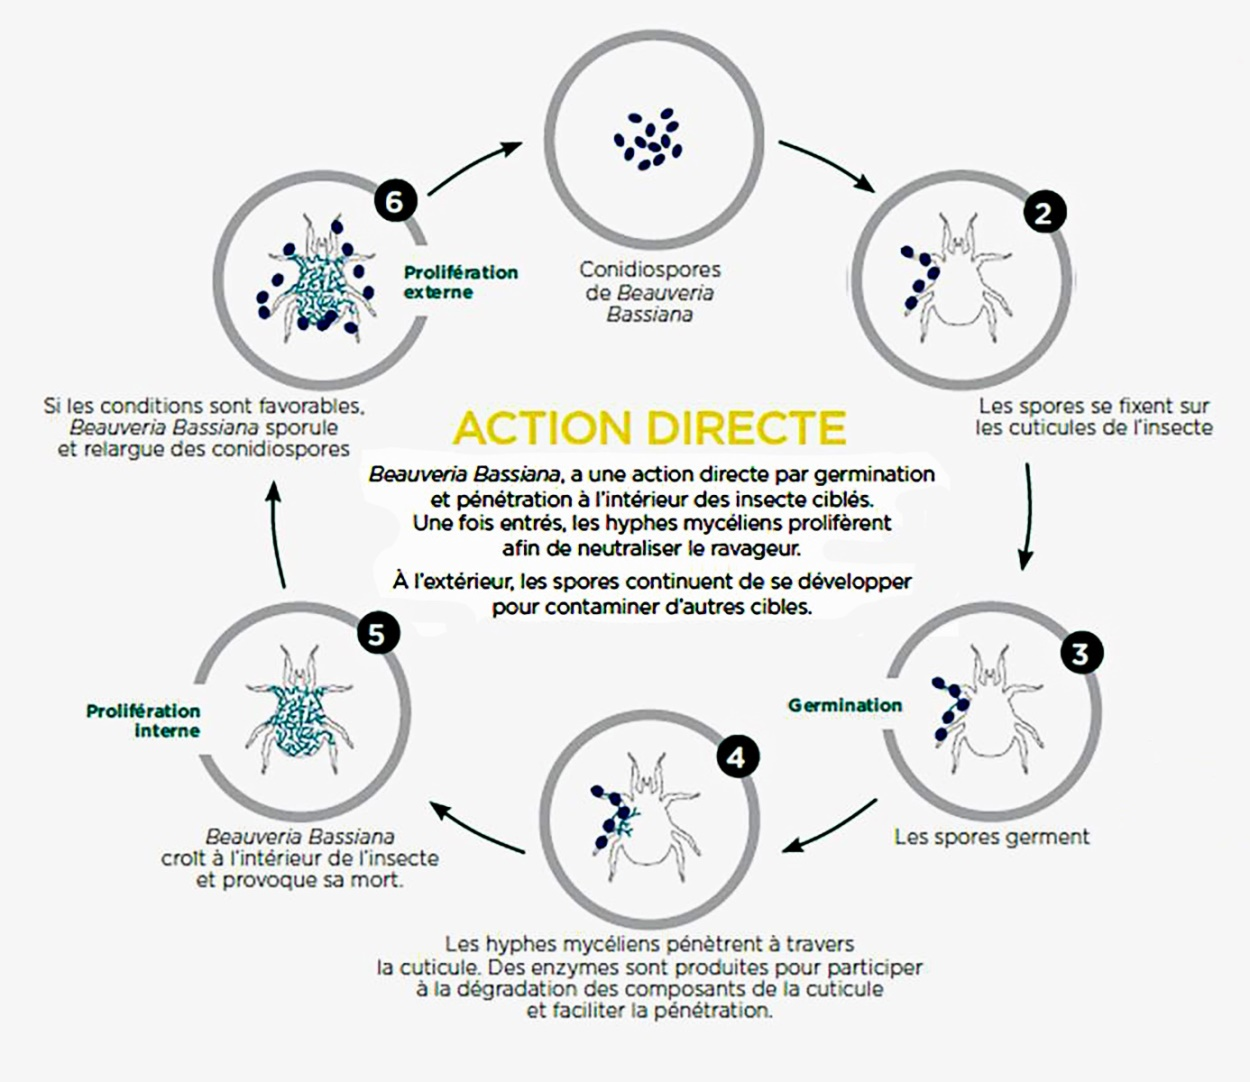 Conidiospores
de Beauveria
Bassiana
2
Les spores se fixent sur
les cuticules de l'insecte
3
Germination
Les spores germent
4
Les hyphes mycéliens pénètrent à travers
la cuticule. Des enzymes sont produites pour participer
à la dégradation des composants de la cuticule
et faciliter la pénétration.
5
Prolifération
interne
Beauveria Bassiana
croît à l'intérieur de l'insecte
et provoque sa mort.
6
Prolifération
externe
Si les conditions sont favorables,
Beauveria Bassiana sporule
et relargue des conidiospores
ACTION DIRECTE
Beauveria Bassiana, a une action directe par germination
et pénétration à l'intérieur des insecte ciblés.
Une fois entrés, les hyphes mycéliens prolifèrent
afin de neutraliser le ravageur.
À l'extérieur, les spores continuent de se développer
pour contaminer d'autres cibles.